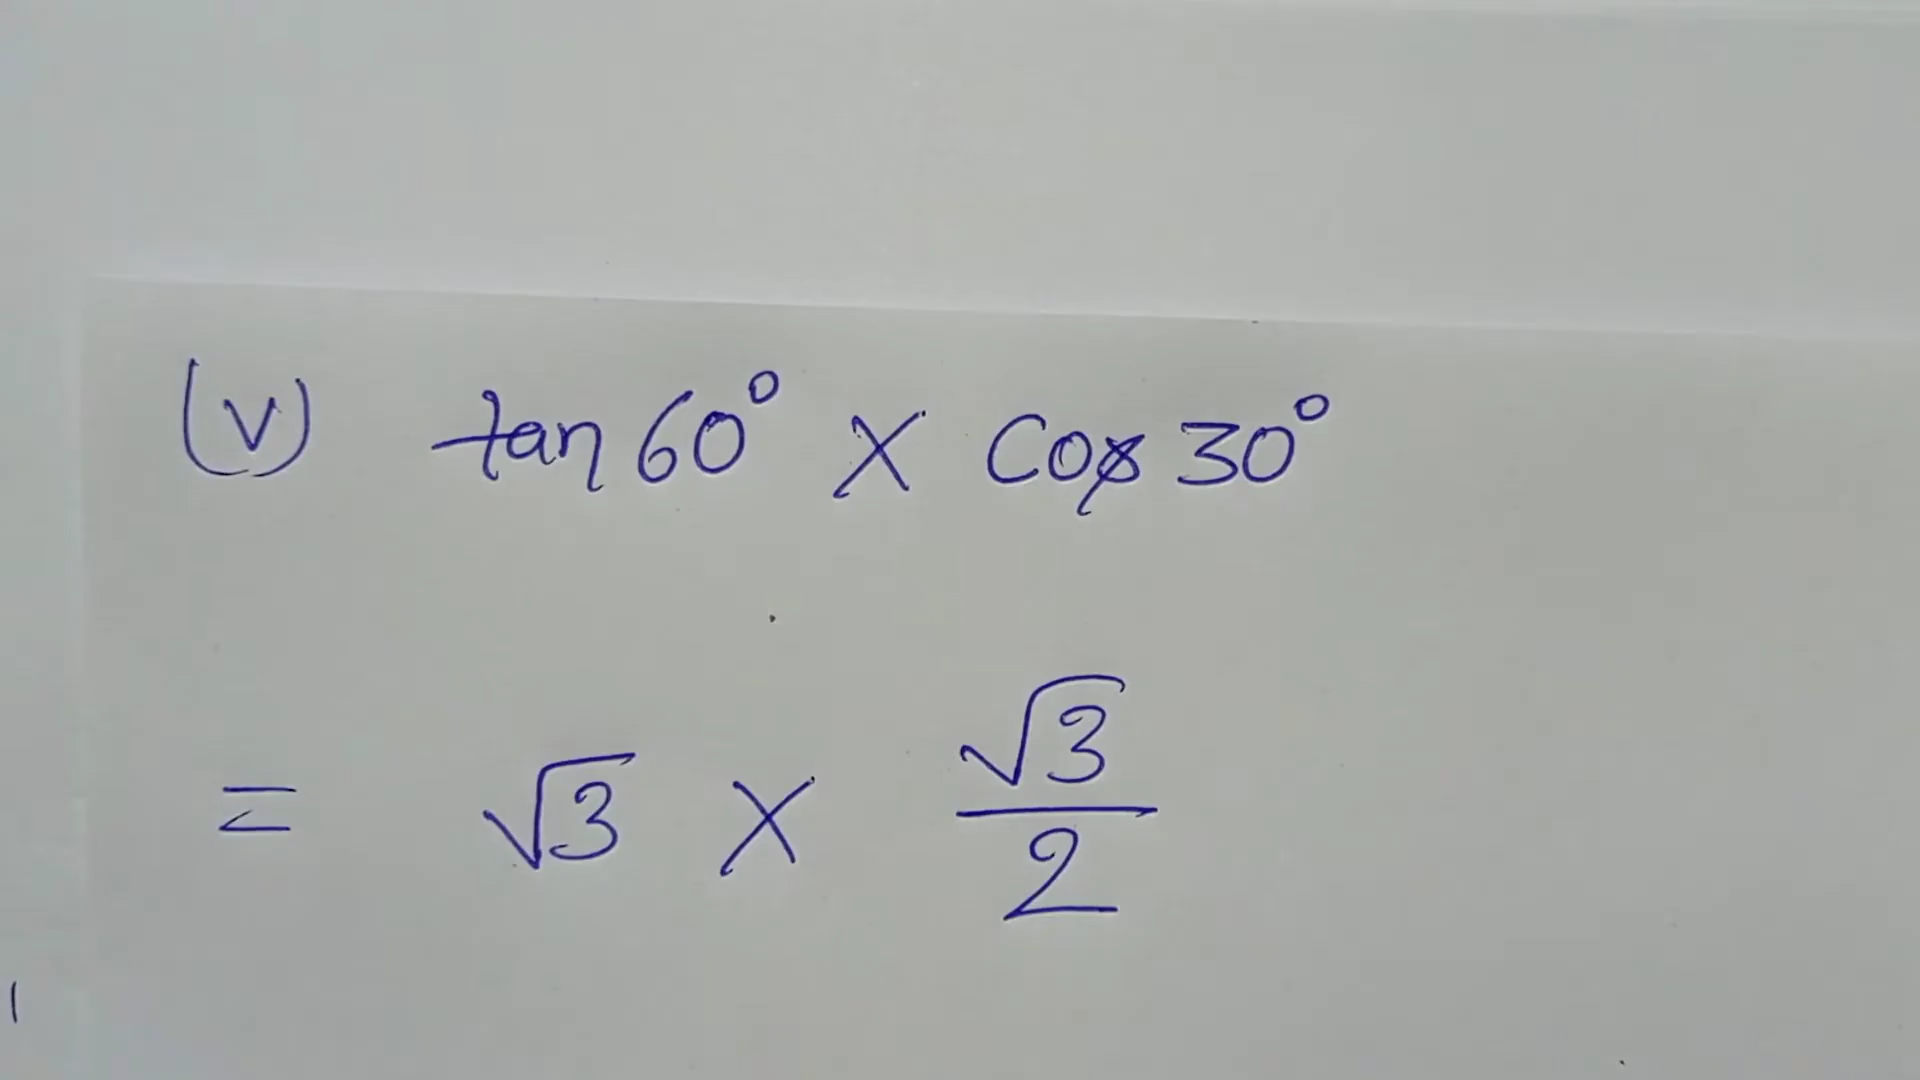 (v) tan 60° × Cos 30°
= √3 × √3/2